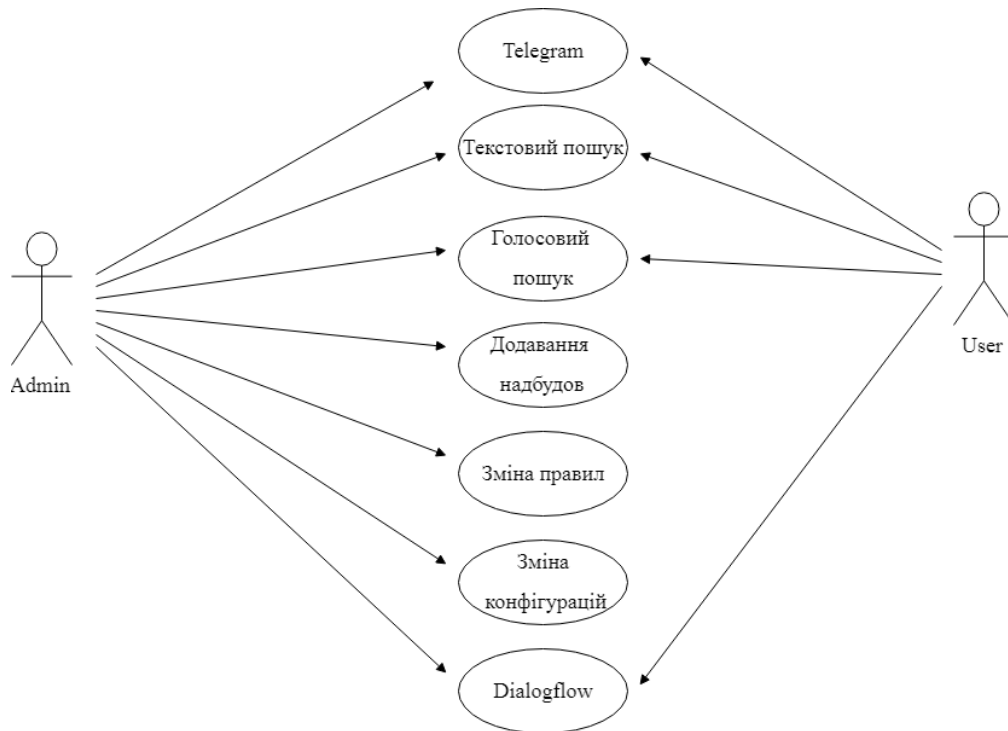 Telegram
Текстовий пошук
Голосовий
пошук
Додавання
надбудов
Зміна правил
Зміна
конфігурацій
Dialogflow
Admin
User